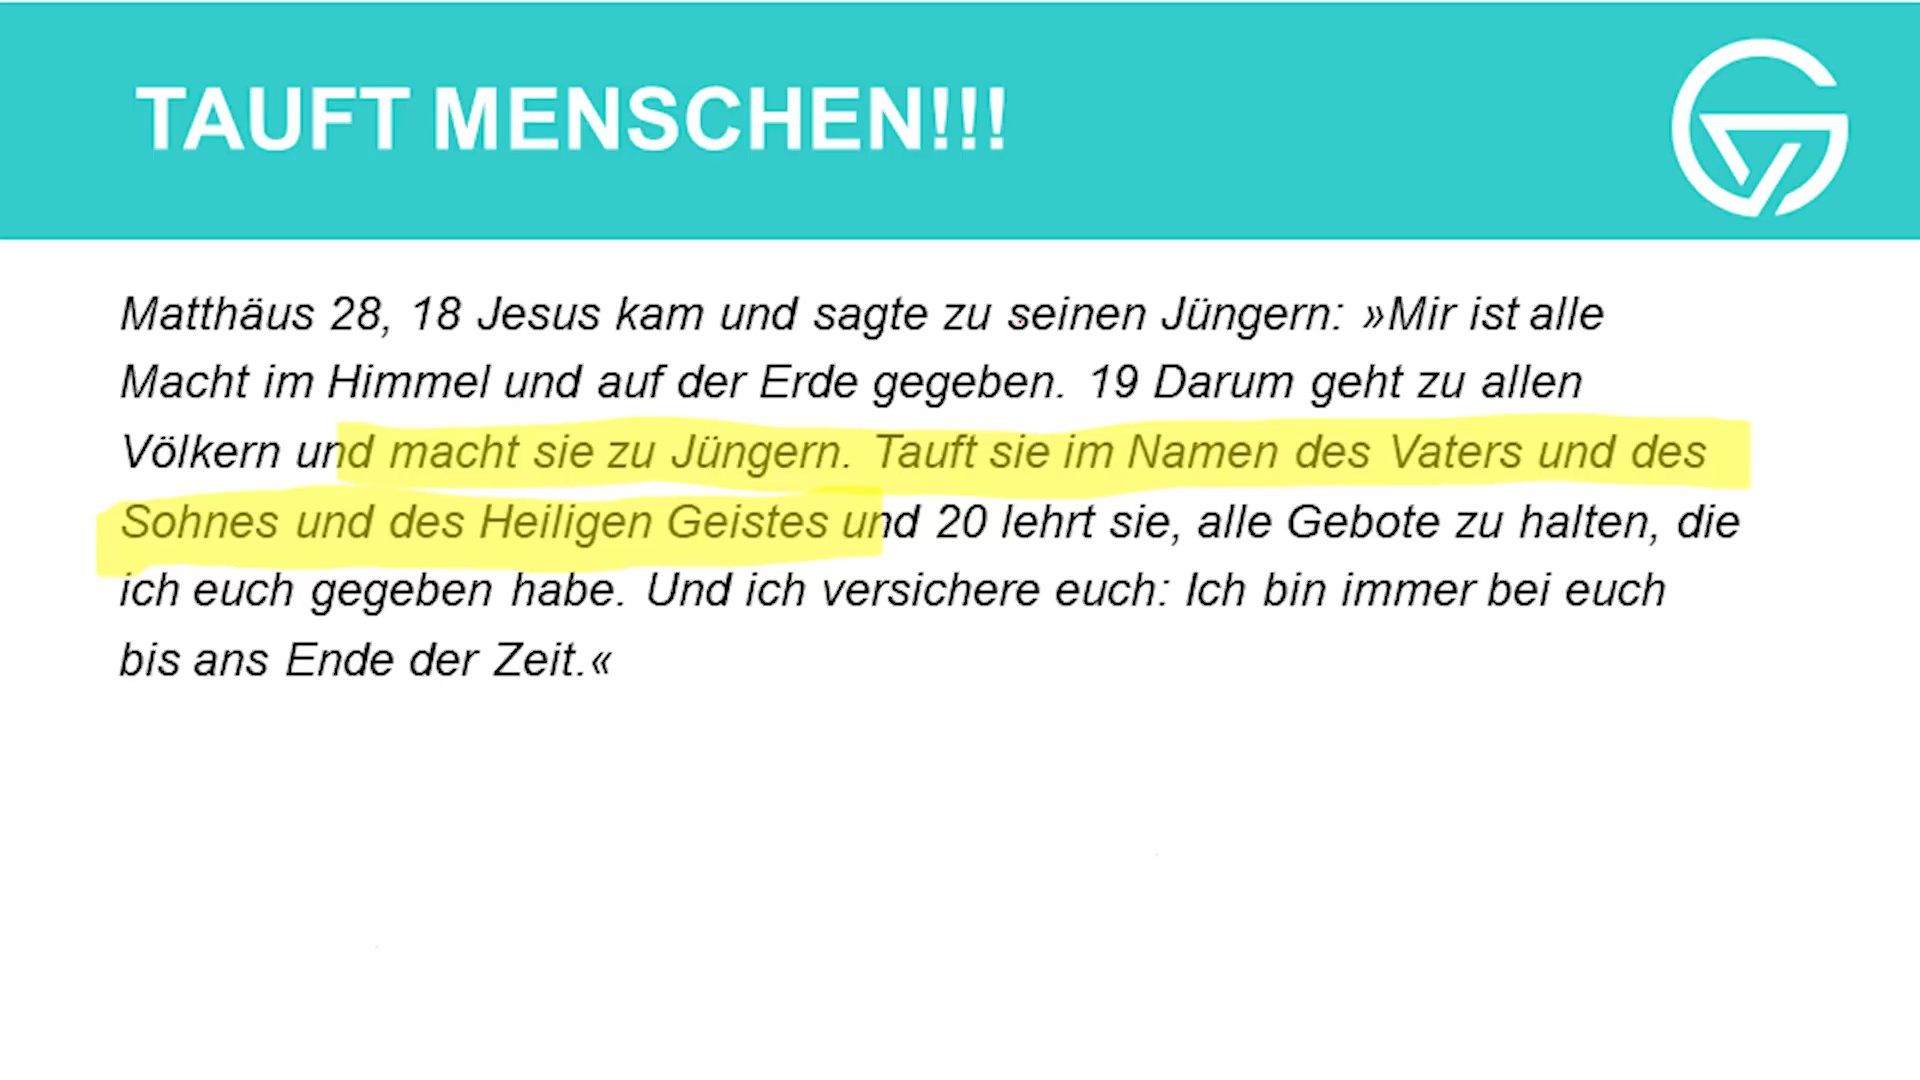 TAUFT MENSCHEN!!!
Matthäus 28, 18 Jesus kam und sagte zu seinen Jüngern: »Mir ist alle
Macht im Himmel und auf der Erde gegeben. 19 Darum geht zu allen
Völkern und macht sie zu Jüngern. Tauft sie im Namen des Vaters und des
Sohnes und des Heiligen Geistes und 20 lehrt sie, alle Gebote zu halten, die
ich euch gegeben habe. Und ich versichere euch: Ich bin immer bei euch
bis ans Ende der Zeit.«